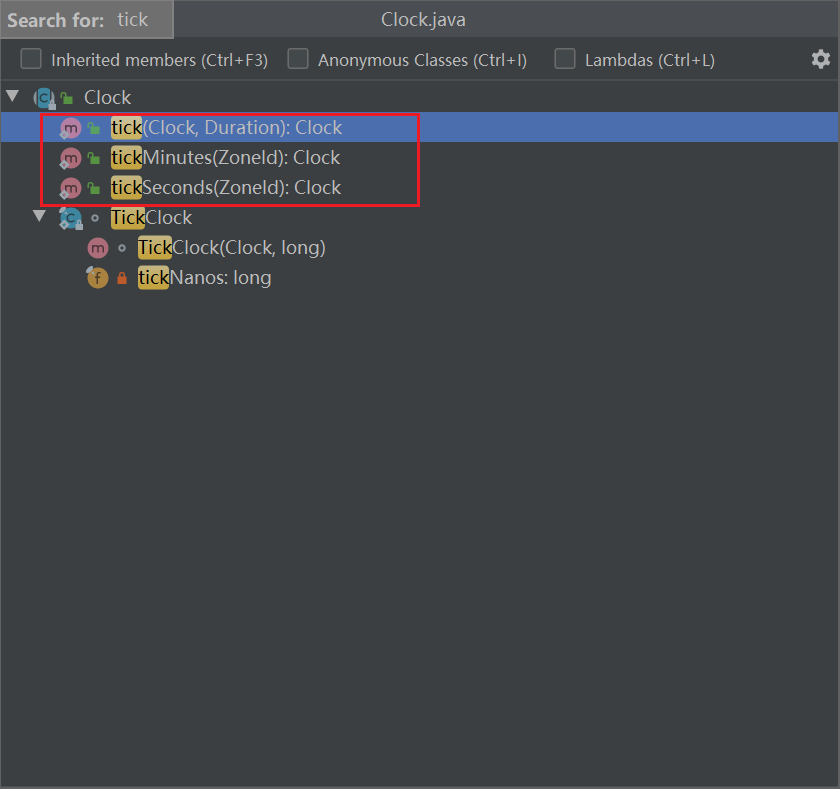 Search for: tick Clock.java
Inherited members (Ctrl+F3) Anonymous Classes (Ctrl+I) Lambdas (Ctrl+L)
Clock
tick(Clock, Duration): Clock
tickMinutes(ZoneId): Clock
tickSeconds(ZoneId): Clock
TickClock
TickClock(Clock, long)
tickNanos: long